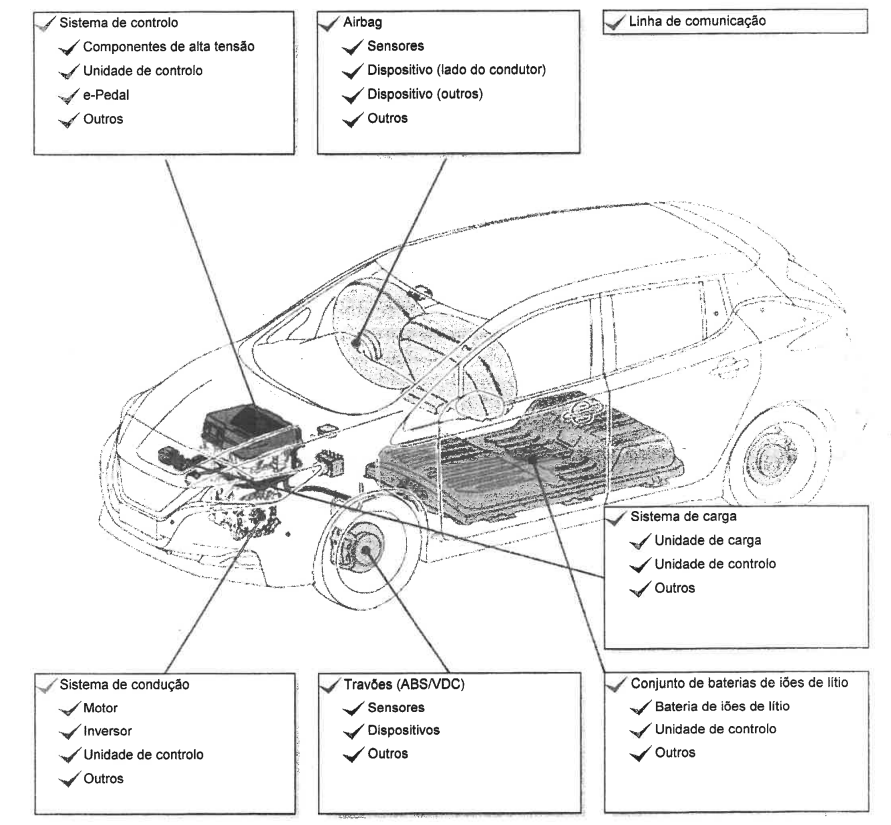 Sistema de controlo
Componentes de alta tensão
Unidade de controlo
e-Pedal
Outros
Airbag
Sensores
Dispositivo (lado do condutor)
Dispositivo (outros)
Outros
Linha de comunicação
Sistema de carga
Unidade de carga
Unidade de controlo
Outros
Sistema de condução
Motor
Inversor
Unidade de controlo
Outros
Travões (ABS/VDC)
Sensores
Dispositivos
Outros
Conjunto de baterias de iões de lítio
Bateria de iões de lítio
Unidade de controlo
Outros